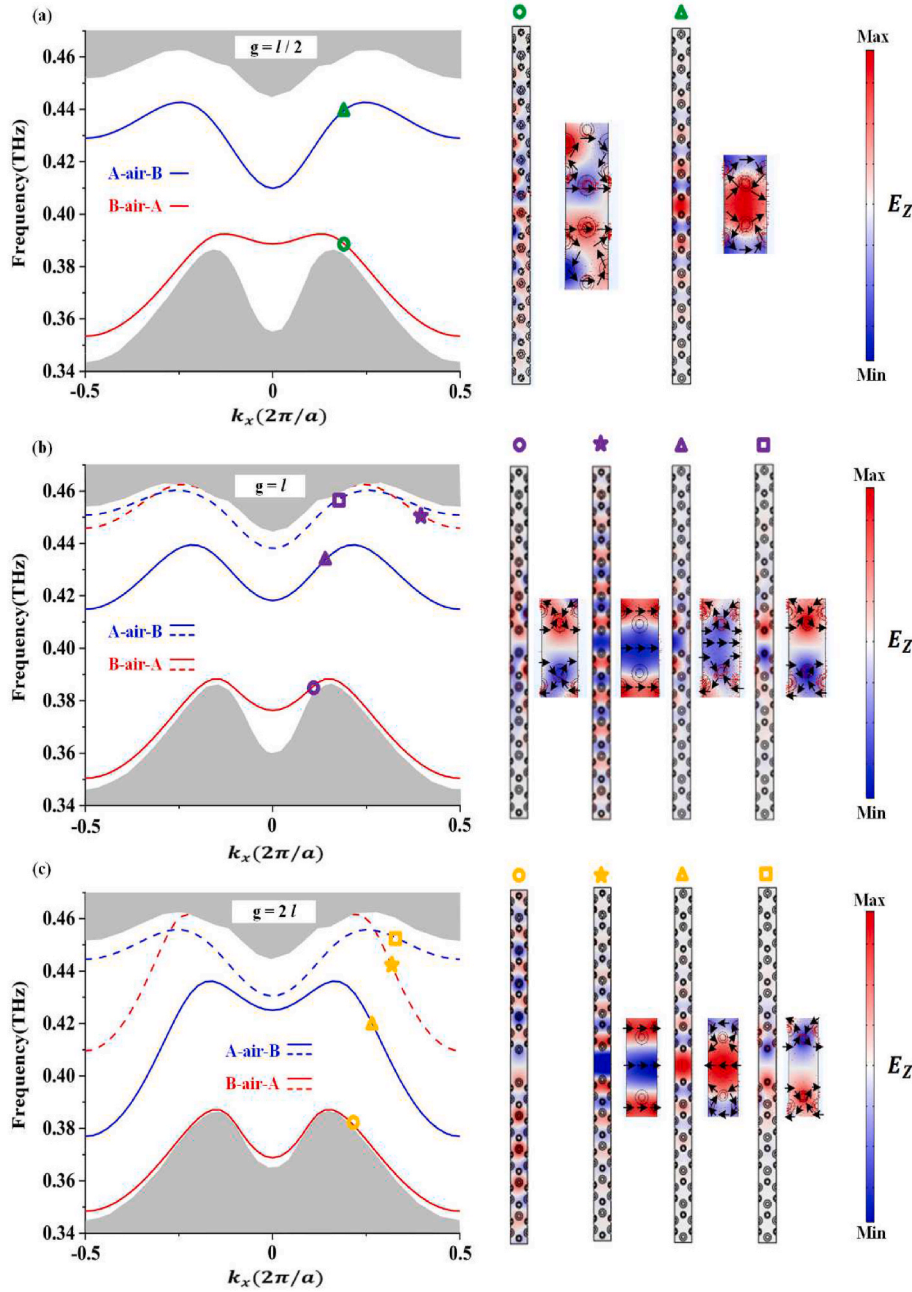 (a)
g = l / 2
0.46
0.44
0.42
0.40
0.38
0.36
0.34
Frequency(THz)
A-air-B
B-air-A
-0.5
0
0.5
k_x(2π/a)
Max
E_Z
Min
(b)
g = l
0.46
0.44
0.42
0.40
0.38
0.36
0.34
Frequency(THz)
A-air-B
B-air-A
-0.5
0
0.5
k_x(2π/a)
Max
E_Z
Min
(c)
g = 2 l
0.46
0.44
0.42
0.40
0.38
0.36
0.34
Frequency(THz)
A-air-B
B-air-A
-0.5
0
0.5
k_x(2π/a)
Max
E_Z
Min